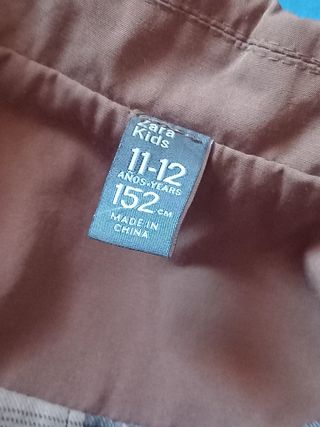 Zara
Kids
11-12
AÑOS-YEARS
152 CM
MADE IN
CHINA